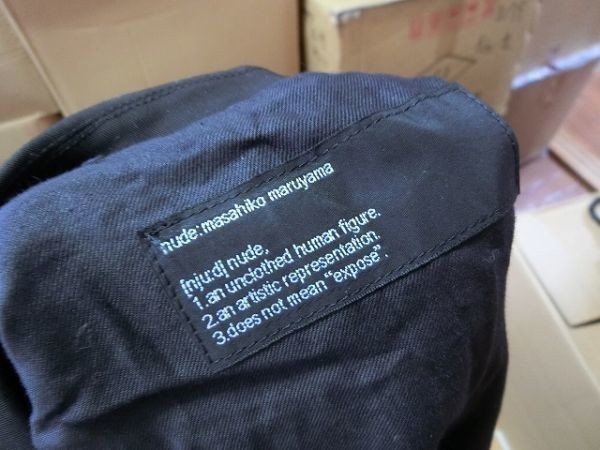 nude:masahiko maruyama
[nju:d] nude,
1.an unclothed human figure.
2.an artistic representation.
3.does not mean "expose".